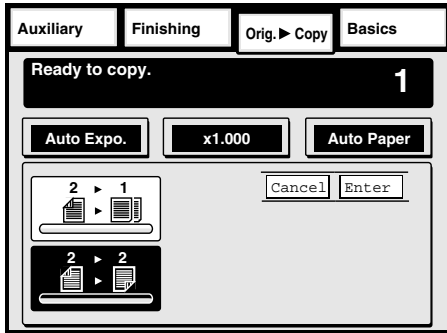 Auxiliary Finishing Orig. ▶ Copy Basics
Ready to copy. 1
Auto Expo. x1.000 Auto Paper
2 ▶ 1
Cancel Enter
2 ▶ 2